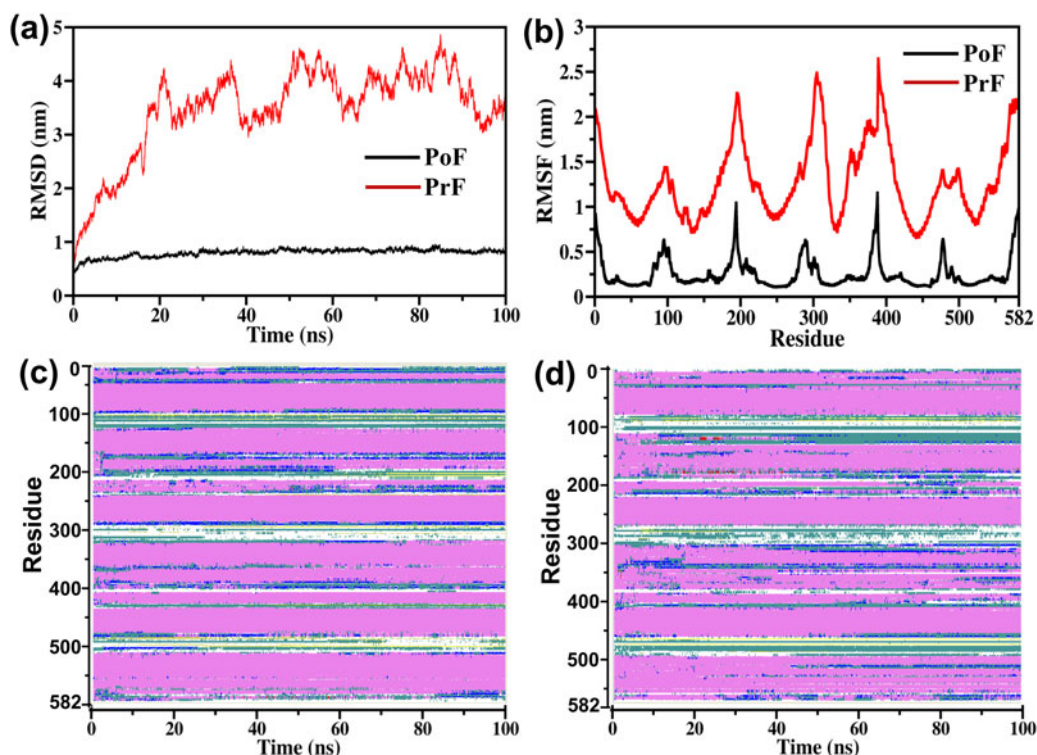 (a)
RMSD (nm)
5
4
3
2
1
0
PoF
PrF
0 20 40 60 80 100
Time (ns)
(b)
RMSF (nm)
3
2.5
2
1.5
1
0.5
0
PoF
PrF
0 100 200 300 400 500 582
Residue
(c)
Residue
0
100
200
300
400
500
582
0 20 40 60 80 100
Time (ns)
(d)
Residue
0
100
200
300
400
500
582
0 20 40 60 80 100
Time (ns)